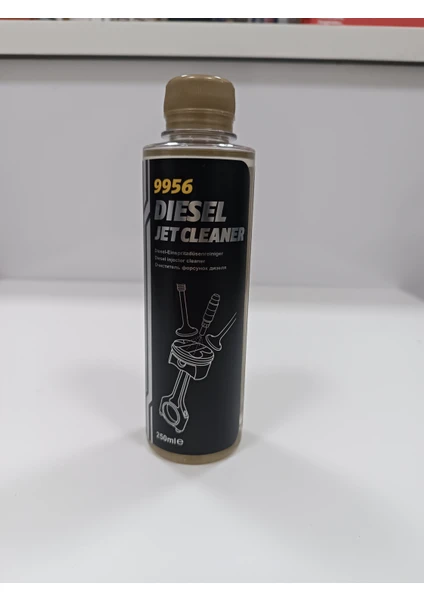 9956
DIESEL
JET CLEANER
Diesel-Einspritzdüsenreiniger
Diesel injector cleaner
Очиститель форсунок дизеля
250ml℮